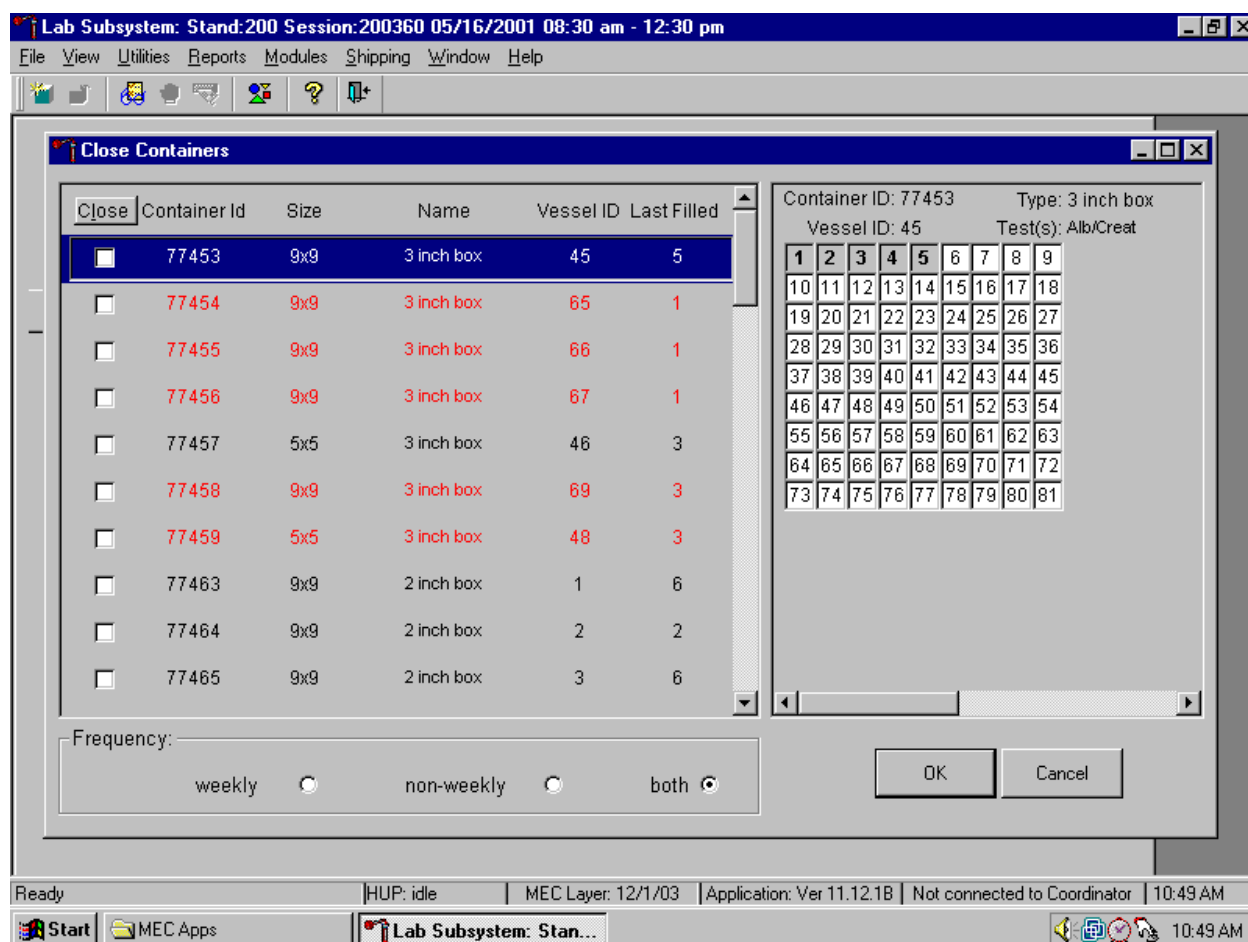 Lab Subsystem: Stand:200 Session:200360 05/16/2001 08:30 am - 12:30 pm
File View Utilities Reports Modules Shipping Window Help
Close Containers
Close Container Id Size Name Vessel ID Last Filled
77453 9x9 3 inch box 45 5
77454 9x9 3 inch box 65 1
77455 9x9 3 inch box 66 1
77456 9x9 3 inch box 67 1
77457 5x5 3 inch box 46 3
77458 9x9 3 inch box 69 3
77459 5x5 3 inch box 48 3
77463 9x9 2 inch box 1 6
77464 9x9 2 inch box 2 2
77465 9x9 2 inch box 3 6
Container ID: 77453 Type: 3 inch box
Vessel ID: 45 Test(s): Alb/Creat
1 2 3 4 5 6 7 8 9
10 11 12 13 14 15 16 17 18
19 20 21 22 23 24 25 26 27
28 29 30 31 32 33 34 35 36
37 38 39 40 41 42 43 44 45
46 47 48 49 50 51 52 53 54
55 56 57 58 59 60 61 62 63
64 65 66 67 68 69 70 71 72
73 74 75 76 77 78 79 80 81
Frequency:
weekly non-weekly both
OK Cancel
Ready HUP: idle MEC Layer: 12/1/03 Application: Ver 11.12.1B Not connected to Coordinator 10:49 AM
Start MEC Apps Lab Subsystem: Stan... 10:49 AM